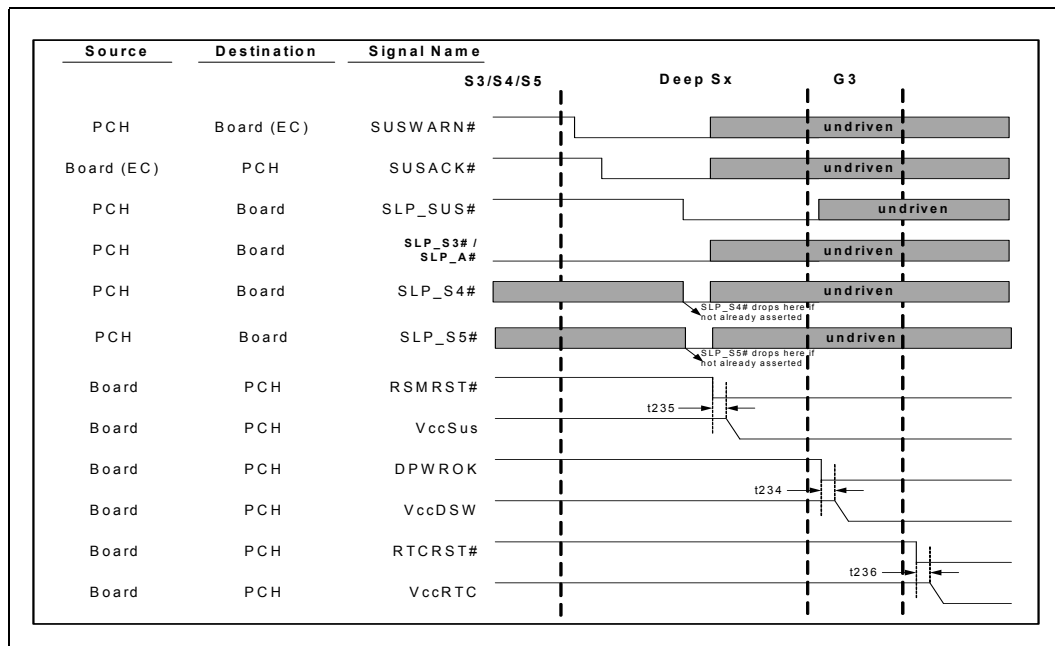 Source Destination Signal Name
S3/S4/S5 Deep Sx G3
PCH Board (EC) SUSWARN# undriven
Board (EC) PCH SUSACK# undriven
PCH Board SLP_SUS# undriven
PCH Board SLP_S3# / SLP_A# undriven
PCH Board SLP_S4# undriven
SLP_S4# drops here if
not already asserted
PCH Board SLP_S5# undriven
SLP_S5# drops here if
not already asserted
Board PCH RSMRST#
t235
Board PCH VccSus
Board PCH DPWROK
t234
Board PCH VccDSW
Board PCH RTCRST#
t236
Board PCH VccRTC